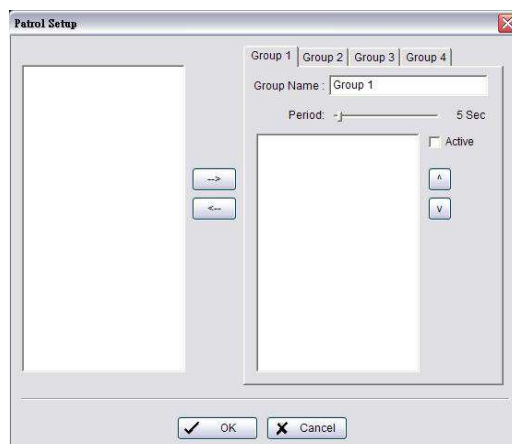 Patrol Setup
Group 1 Group 2 Group 3 Group 4
Group Name : Group 1
Period: 5 Sec
Active
--> ^
<-- v
OK Cancel